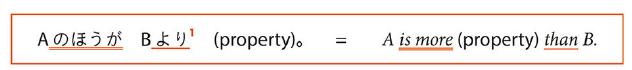 Aのほうが Bより¹ (property)。 = A is more (property) than B.